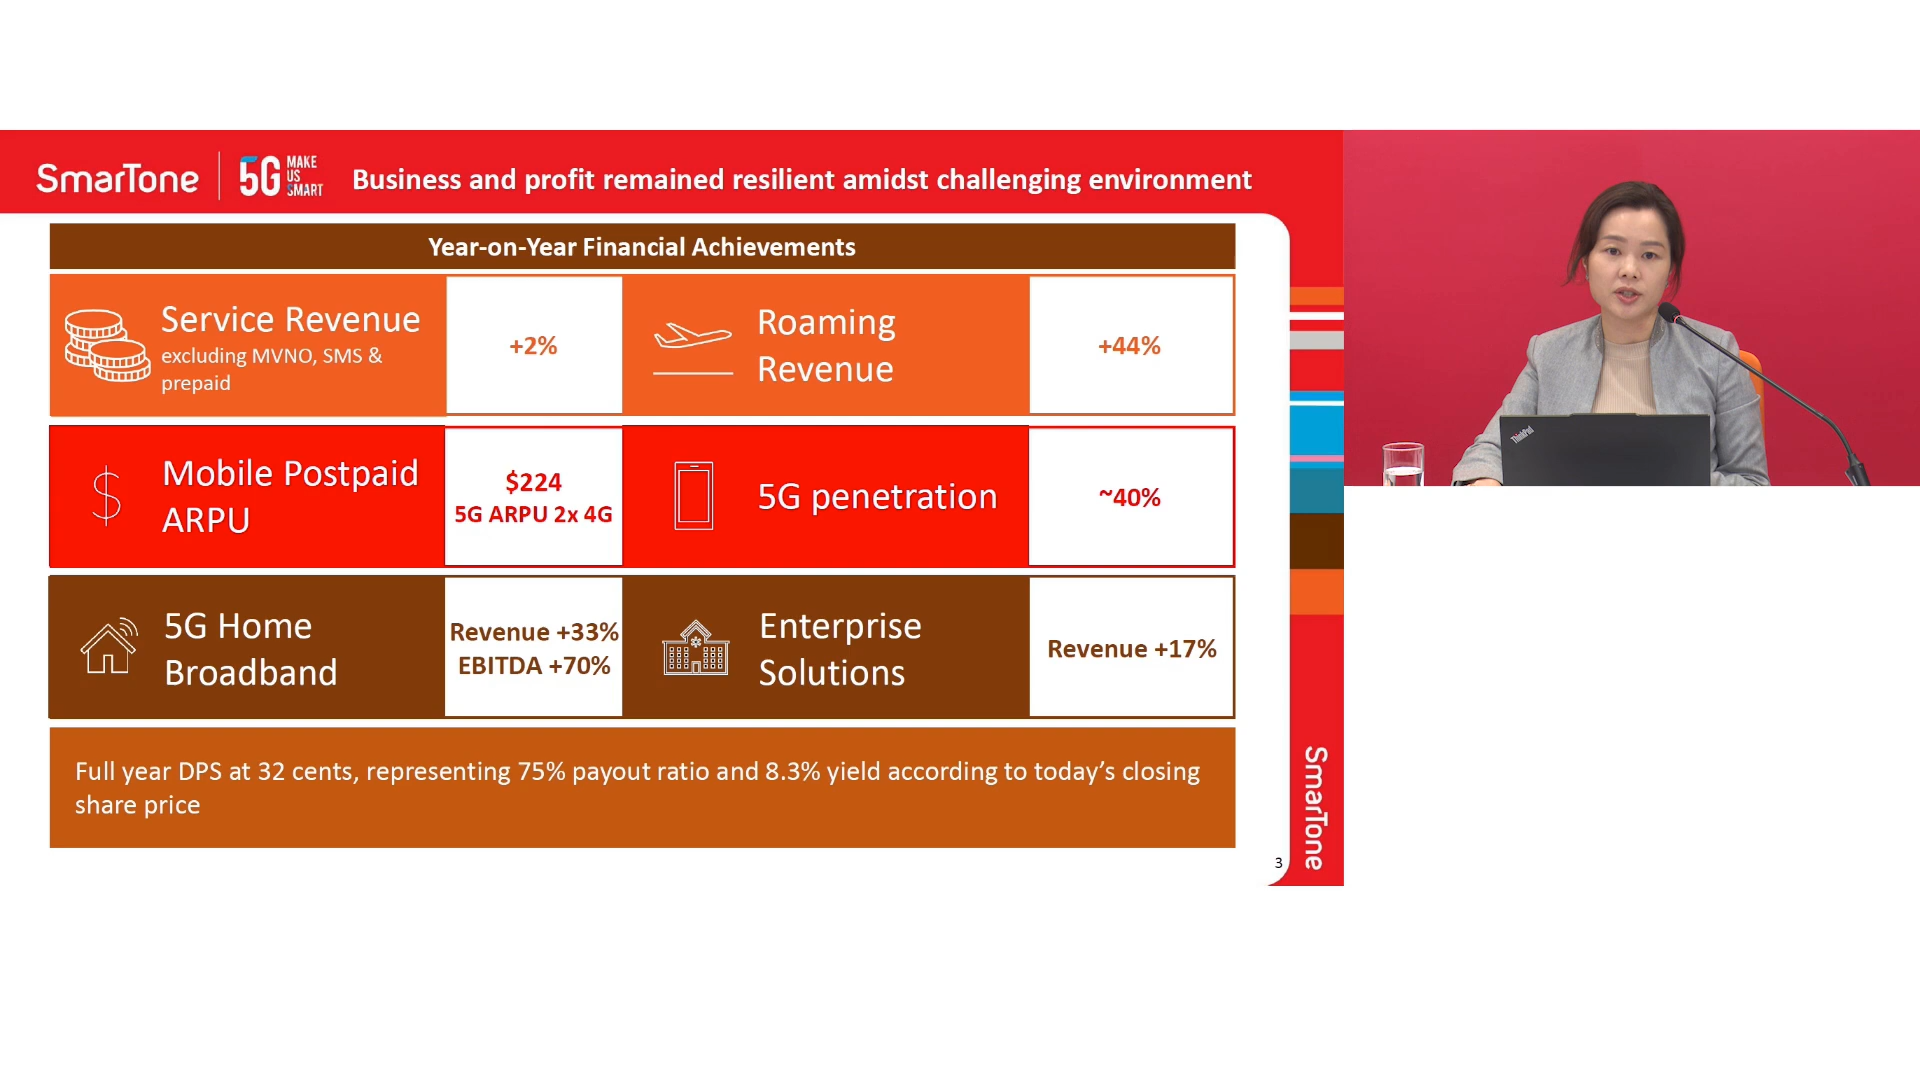 SmarTone
5G MAKE
US
SMART
Business and profit remained resilient amidst challenging environment
Year-on-Year Financial Achievements
Service Revenue
excluding MVNO, SMS &
prepaid
+2%
Roaming
Revenue
+44%
Mobile Postpaid
ARPU
$224
5G ARPU 2x 4G
5G penetration
~40%
5G Home
Broadband
Revenue +33%
EBITDA +70%
Enterprise
Solutions
Revenue +17%
Full year DPS at 32 cents, representing 75% payout ratio and 8.3% yield according to today’s closing
share price
3
SmarTone
ThinkPad